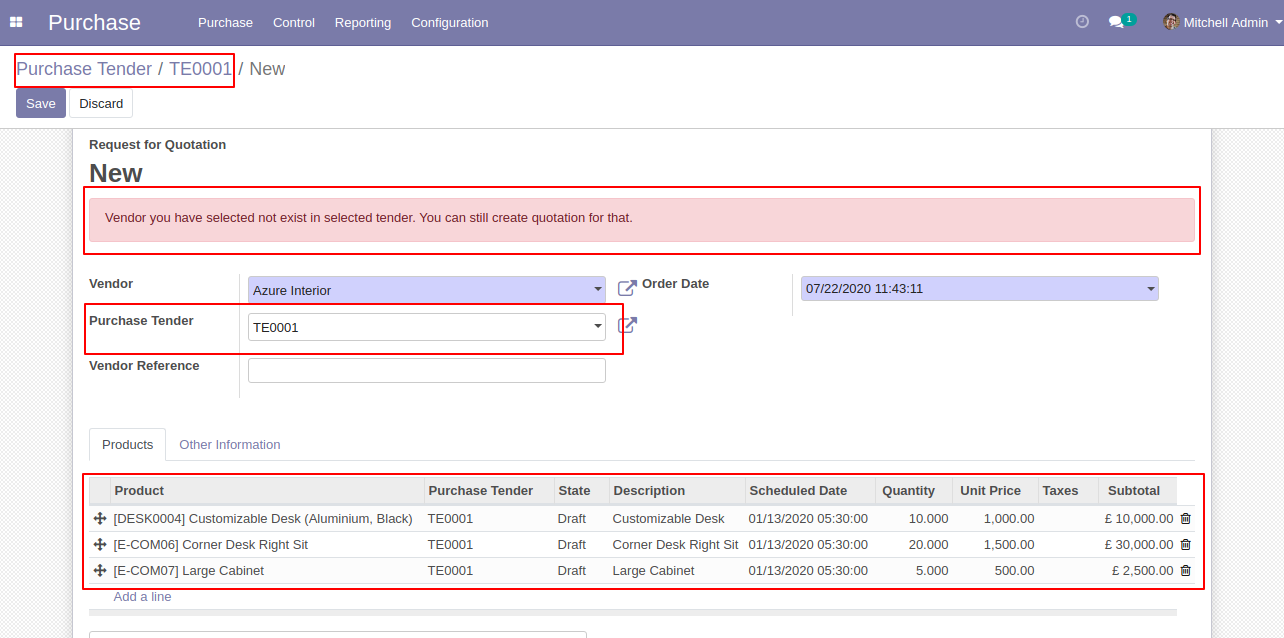 Purchase Purchase Control Reporting Configuration 1 Mitchell Admin
Purchase Tender / TE0001 / New
Save Discard
Request for Quotation
New
Vendor you have selected not exist in selected tender. You can still create quotation for that.
Vendor Azure Interior Order Date 07/22/2020 11:43:11
Purchase Tender TE0001
Vendor Reference
Products Other Information
Product Purchase Tender State Description Scheduled Date Quantity Unit Price Taxes Subtotal
[DESK0004] Customizable Desk (Aluminium, Black) TE0001 Draft Customizable Desk 01/13/2020 05:30:00 10.000 1,000.00 £ 10,000.00
[E-COM06] Corner Desk Right Sit TE0001 Draft Corner Desk Right Sit 01/13/2020 05:30:00 20.000 1,500.00 £ 30,000.00
[E-COM07] Large Cabinet TE0001 Draft Large Cabinet 01/13/2020 05:30:00 5.000 500.00 £ 2,500.00
Add a line